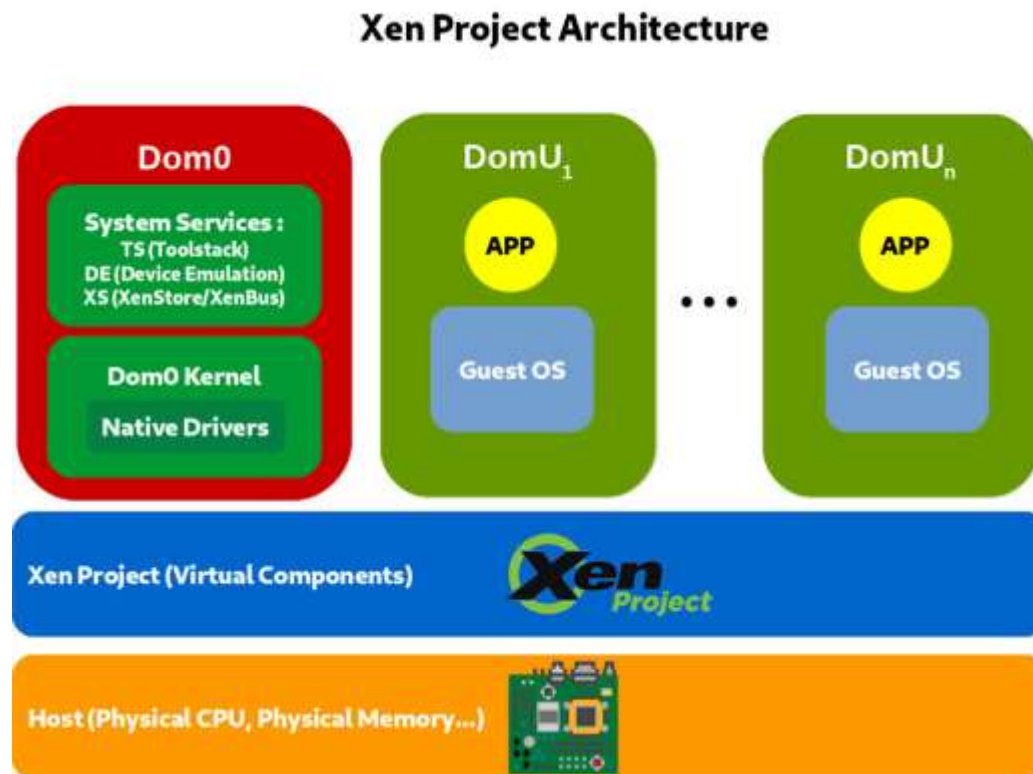 Xen Project Architecture
Dom0
System Services :
TS (Toolstack)
DE (Device Emulation)
XS (XenStore/XenBus)
Dom0 Kernel
Native Drivers
DomU1
APP
Guest OS
...
DomUn
APP
Guest OS
Xen Project (Virtual Components)
Xen
Project
Host (Physical CPU, Physical Memory...)